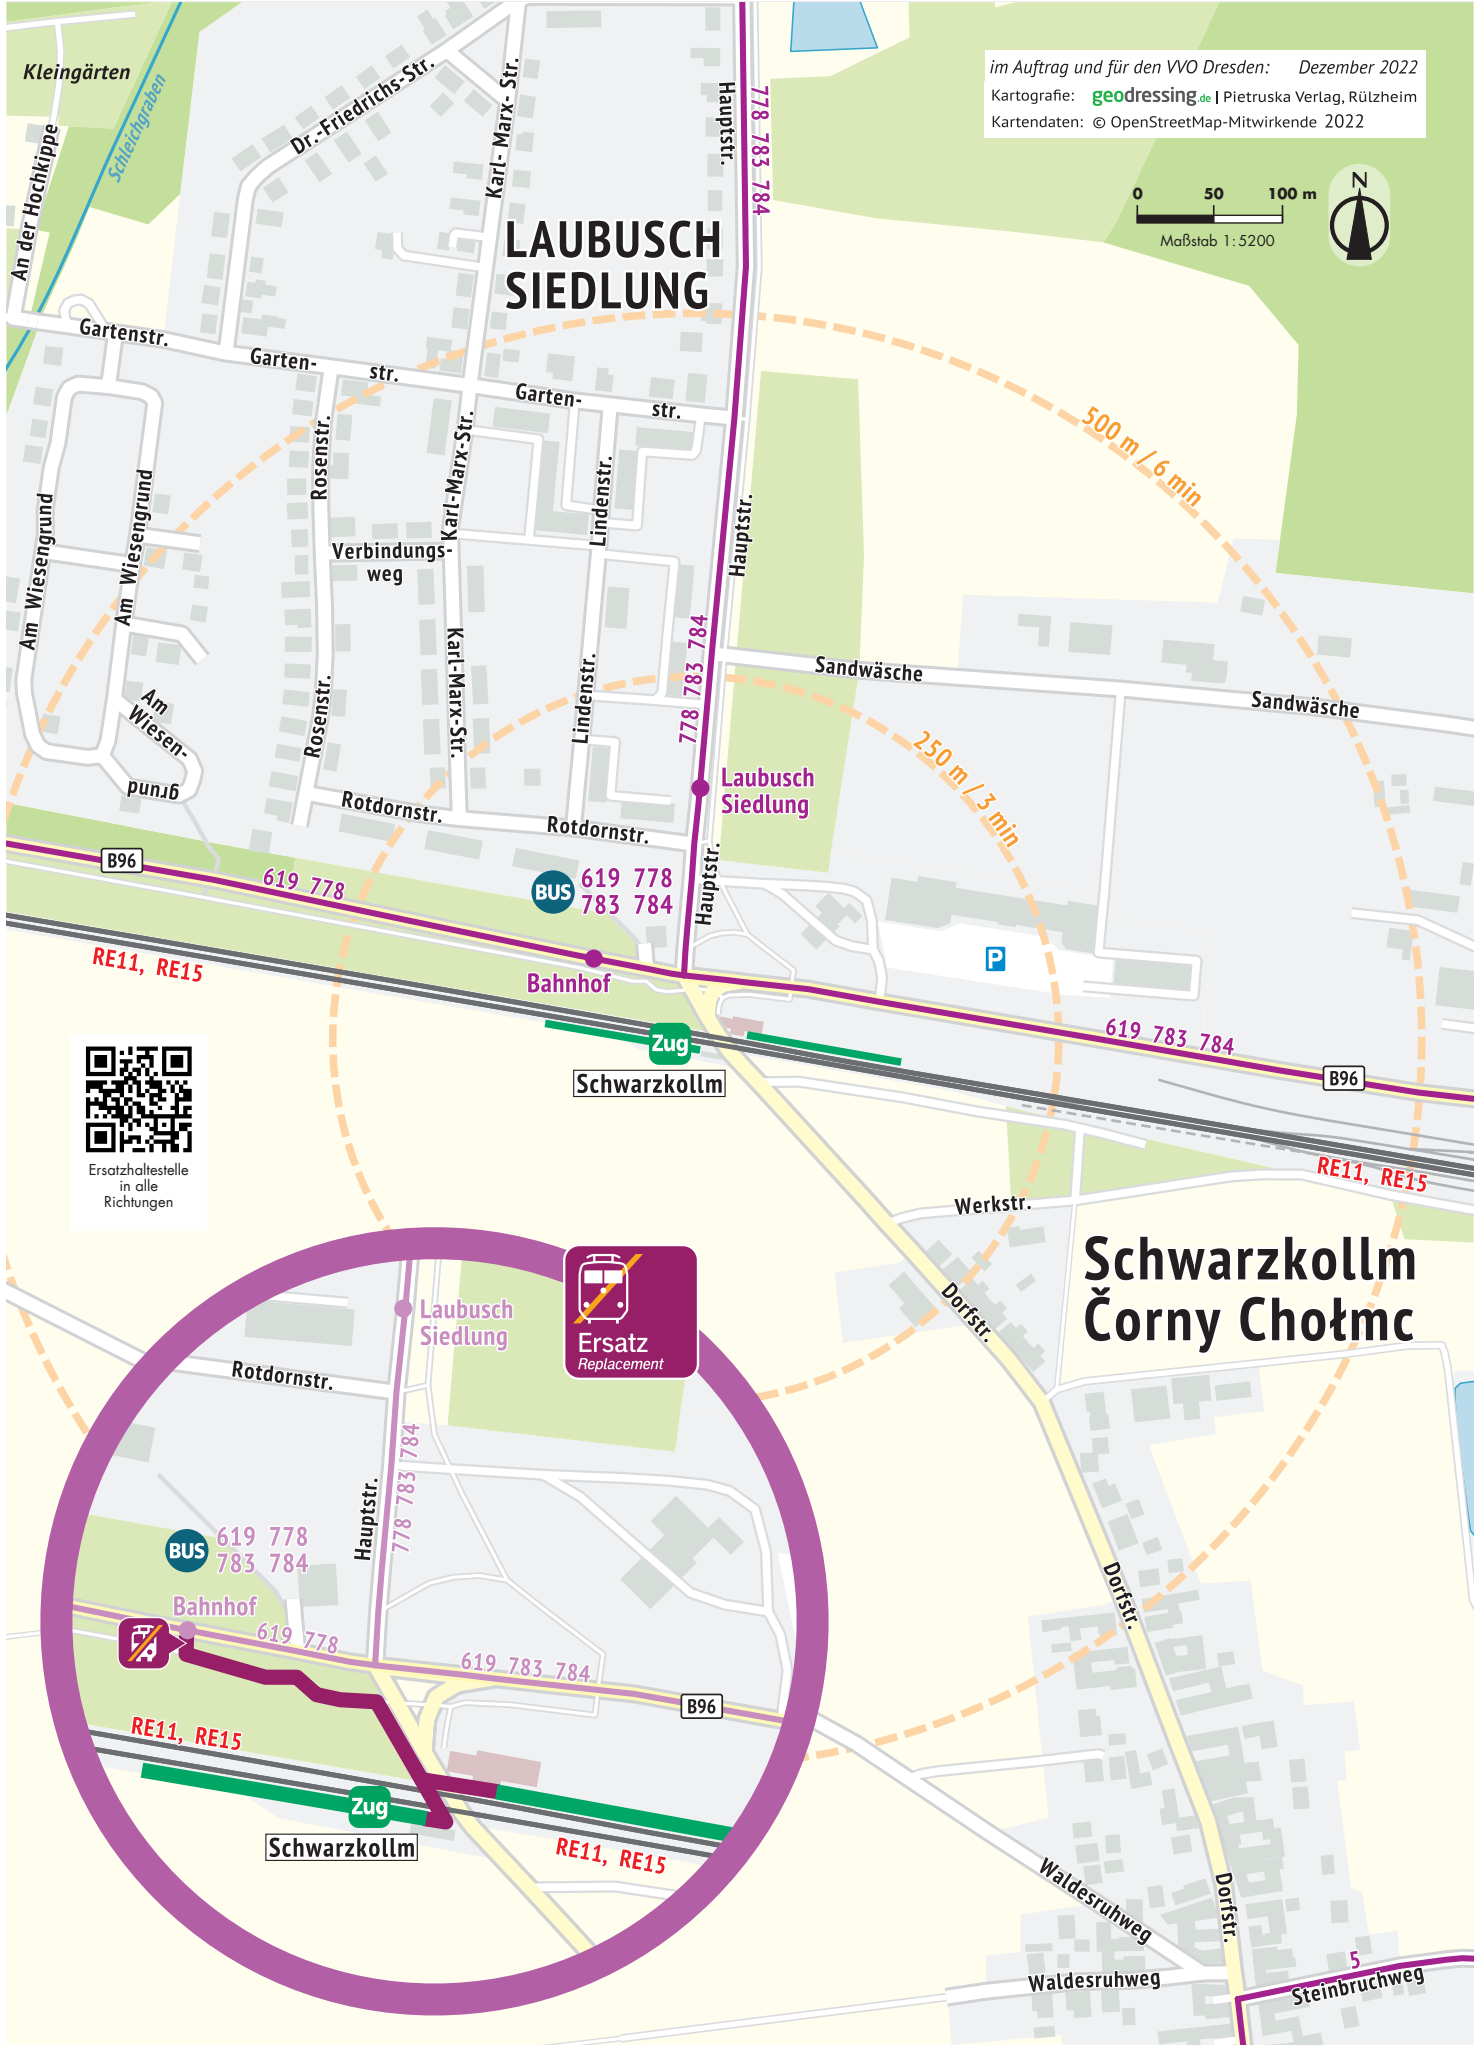 Kleingärten
Schleichgraben
An der Hochkippe
Dr.-Friedrichs-Str.
Karl- Marx- Str.
Hauptstr.
778 783 784
im Auftrag und für den VVO Dresden: Dezember 2022
Kartografie: geodressing.de | Pietruska Verlag, Rülzheim
Kartendaten: © OpenStreetMap-Mitwirkende 2022
0 50 100 m
Maßstab 1 : 5200
N
LAUBUSCH
SIEDLUNG
Gartenstr.
Garten-
str.
Garten-
str.
Rosenstr.
Karl-Marx-Str.
Lindenstr.
Hauptstr.
500 m / 6 min
Am Wiesengrund
Am Wiesengrund
Verbindungs-
weg
Karl-Marx-Str.
Rosenstr.
Lindenstr.
778 783 784
Sandwäsche
Sandwäsche
Am
Wiesen-
grund
250 m / 3 min
Laubusch
Siedlung
Rotdornstr.
Rotdornstr.
Hauptstr.
B96
619 778
BUS
619 778
783 784
Bahnhof
P
RE11, RE15
619 783 784
B96
Zug
Schwarzkollm
RE11, RE15
Ersatzhaltestelle
in alle
Richtungen
Werkstr.
Schwarzkollm
Čorny Chołmc
Dorfstr.
Ersatz
Replacement
Laubusch
Siedlung
Rotdornstr.
778 783 784
Hauptstr.
BUS
619 778
783 784
Bahnhof
619 778
619 783 784
B96
RE11, RE15
Zug
Schwarzkollm
RE11, RE15
Dorfstr.
Waldesruhweg
Dorfstr.
Waldesruhweg
5
Steinbruchweg